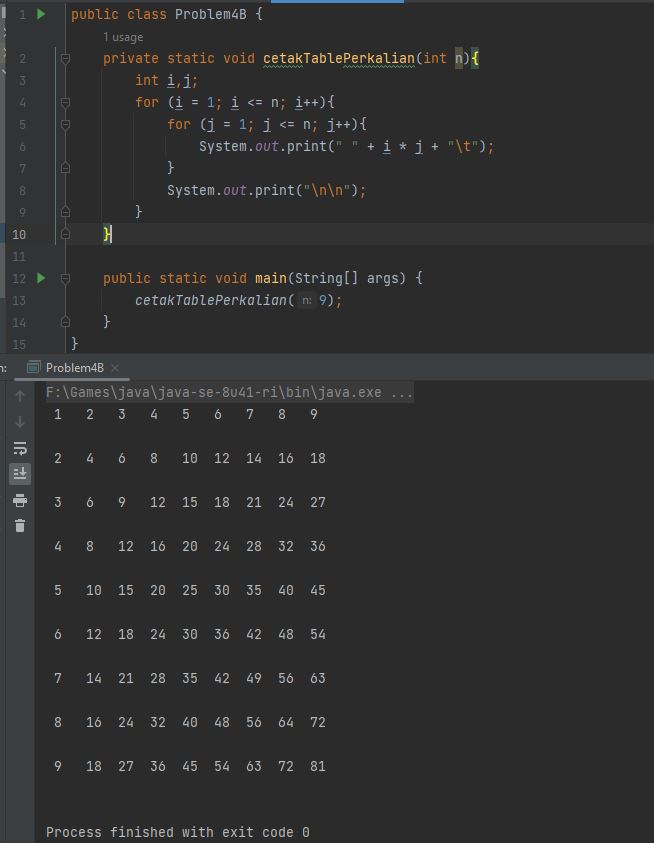 1 public class Problem4B {
1 usage
2 private static void cetakTablePerkalian(int n){
3 int i,j;
4 for (i = 1; i <= n; i++){
5 for (j = 1; j <= n; j++){
6 System.out.print(" " + i * j + "\t");
7 }
8 System.out.print("\n\n");
9 }
10 }
11
12 public static void main(String[] args) {
13 cetakTablePerkalian( n: 9);
14 }
15 }
n: Problem4B ×
F:\Games\java\java-se-8u41-ri\bin\java.exe ...
1 2 3 4 5 6 7 8 9
2 4 6 8 10 12 14 16 18
3 6 9 12 15 18 21 24 27
4 8 12 16 20 24 28 32 36
5 10 15 20 25 30 35 40 45
6 12 18 24 30 36 42 48 54
7 14 21 28 35 42 49 56 63
8 16 24 32 40 48 56 64 72
9 18 27 36 45 54 63 72 81
Process finished with exit code 0